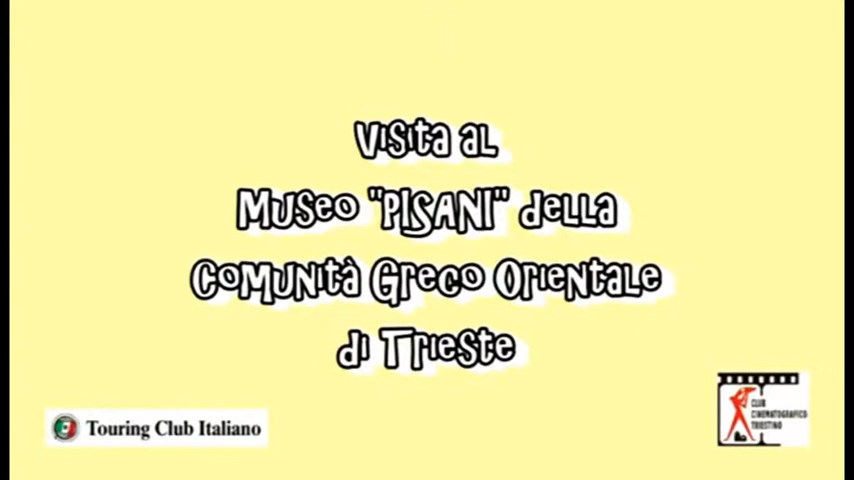 Visita al
Museo "PISANI" della
Comunità Greco Orientale
di Trieste
Touring Club Italiano
CLUB
CINEMATOGRAFICO
TRIESTINO